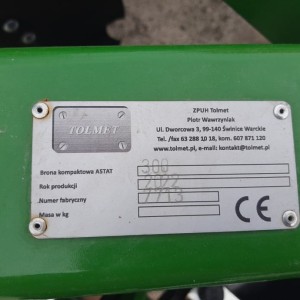 TOLMET
ZPUH Tolmet
Piotr Wawrzyniak
Ul. Dworcowa 3, 99-140 Świnice Warckie
Tel./fax 63 288 10 18, kom. 607 871 120
www.tolmet.pl, e-mail: kontakt@tolmet.pl
Brona kompaktowa ASTAT 300
Rok produkcji 2022
Numer fabryczny 7713
Masa w kg
CE